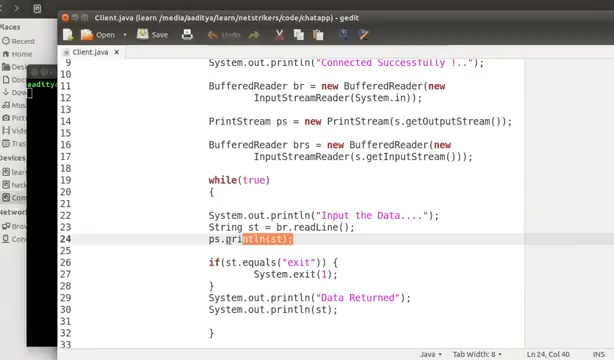 Client.java (learn /media/aaditya/learn/netstrikers/code/chatapp) - gedit
Open Save Undo
Client.java ×
Places
Recent
Home
aaditya
Devices
Network
9 System.out.println("Connected Successfully !..");
10
11 BufferedReader br = new BufferedReader(new
12 InputStreamReader(System.in));
13
14 PrintStream ps = new PrintStream(s.getOutputStream());
15
16 BufferedReader brs = new BufferedReader(new
17 InputStreamReader(s.getInputStream()));
18
19 while(true)
20 {
21
22 System.out.println("Input the Data....");
23 String st = br.readLine();
24 ps.println(st);
25
26 if(st.equals("exit")) {
27 System.exit(1);
28 }
29 System.out.println("Data Returned");
30 System.out.println(st);
31
32 }
33
Java Tab Width: 8 Ln 24, Col 40 INS